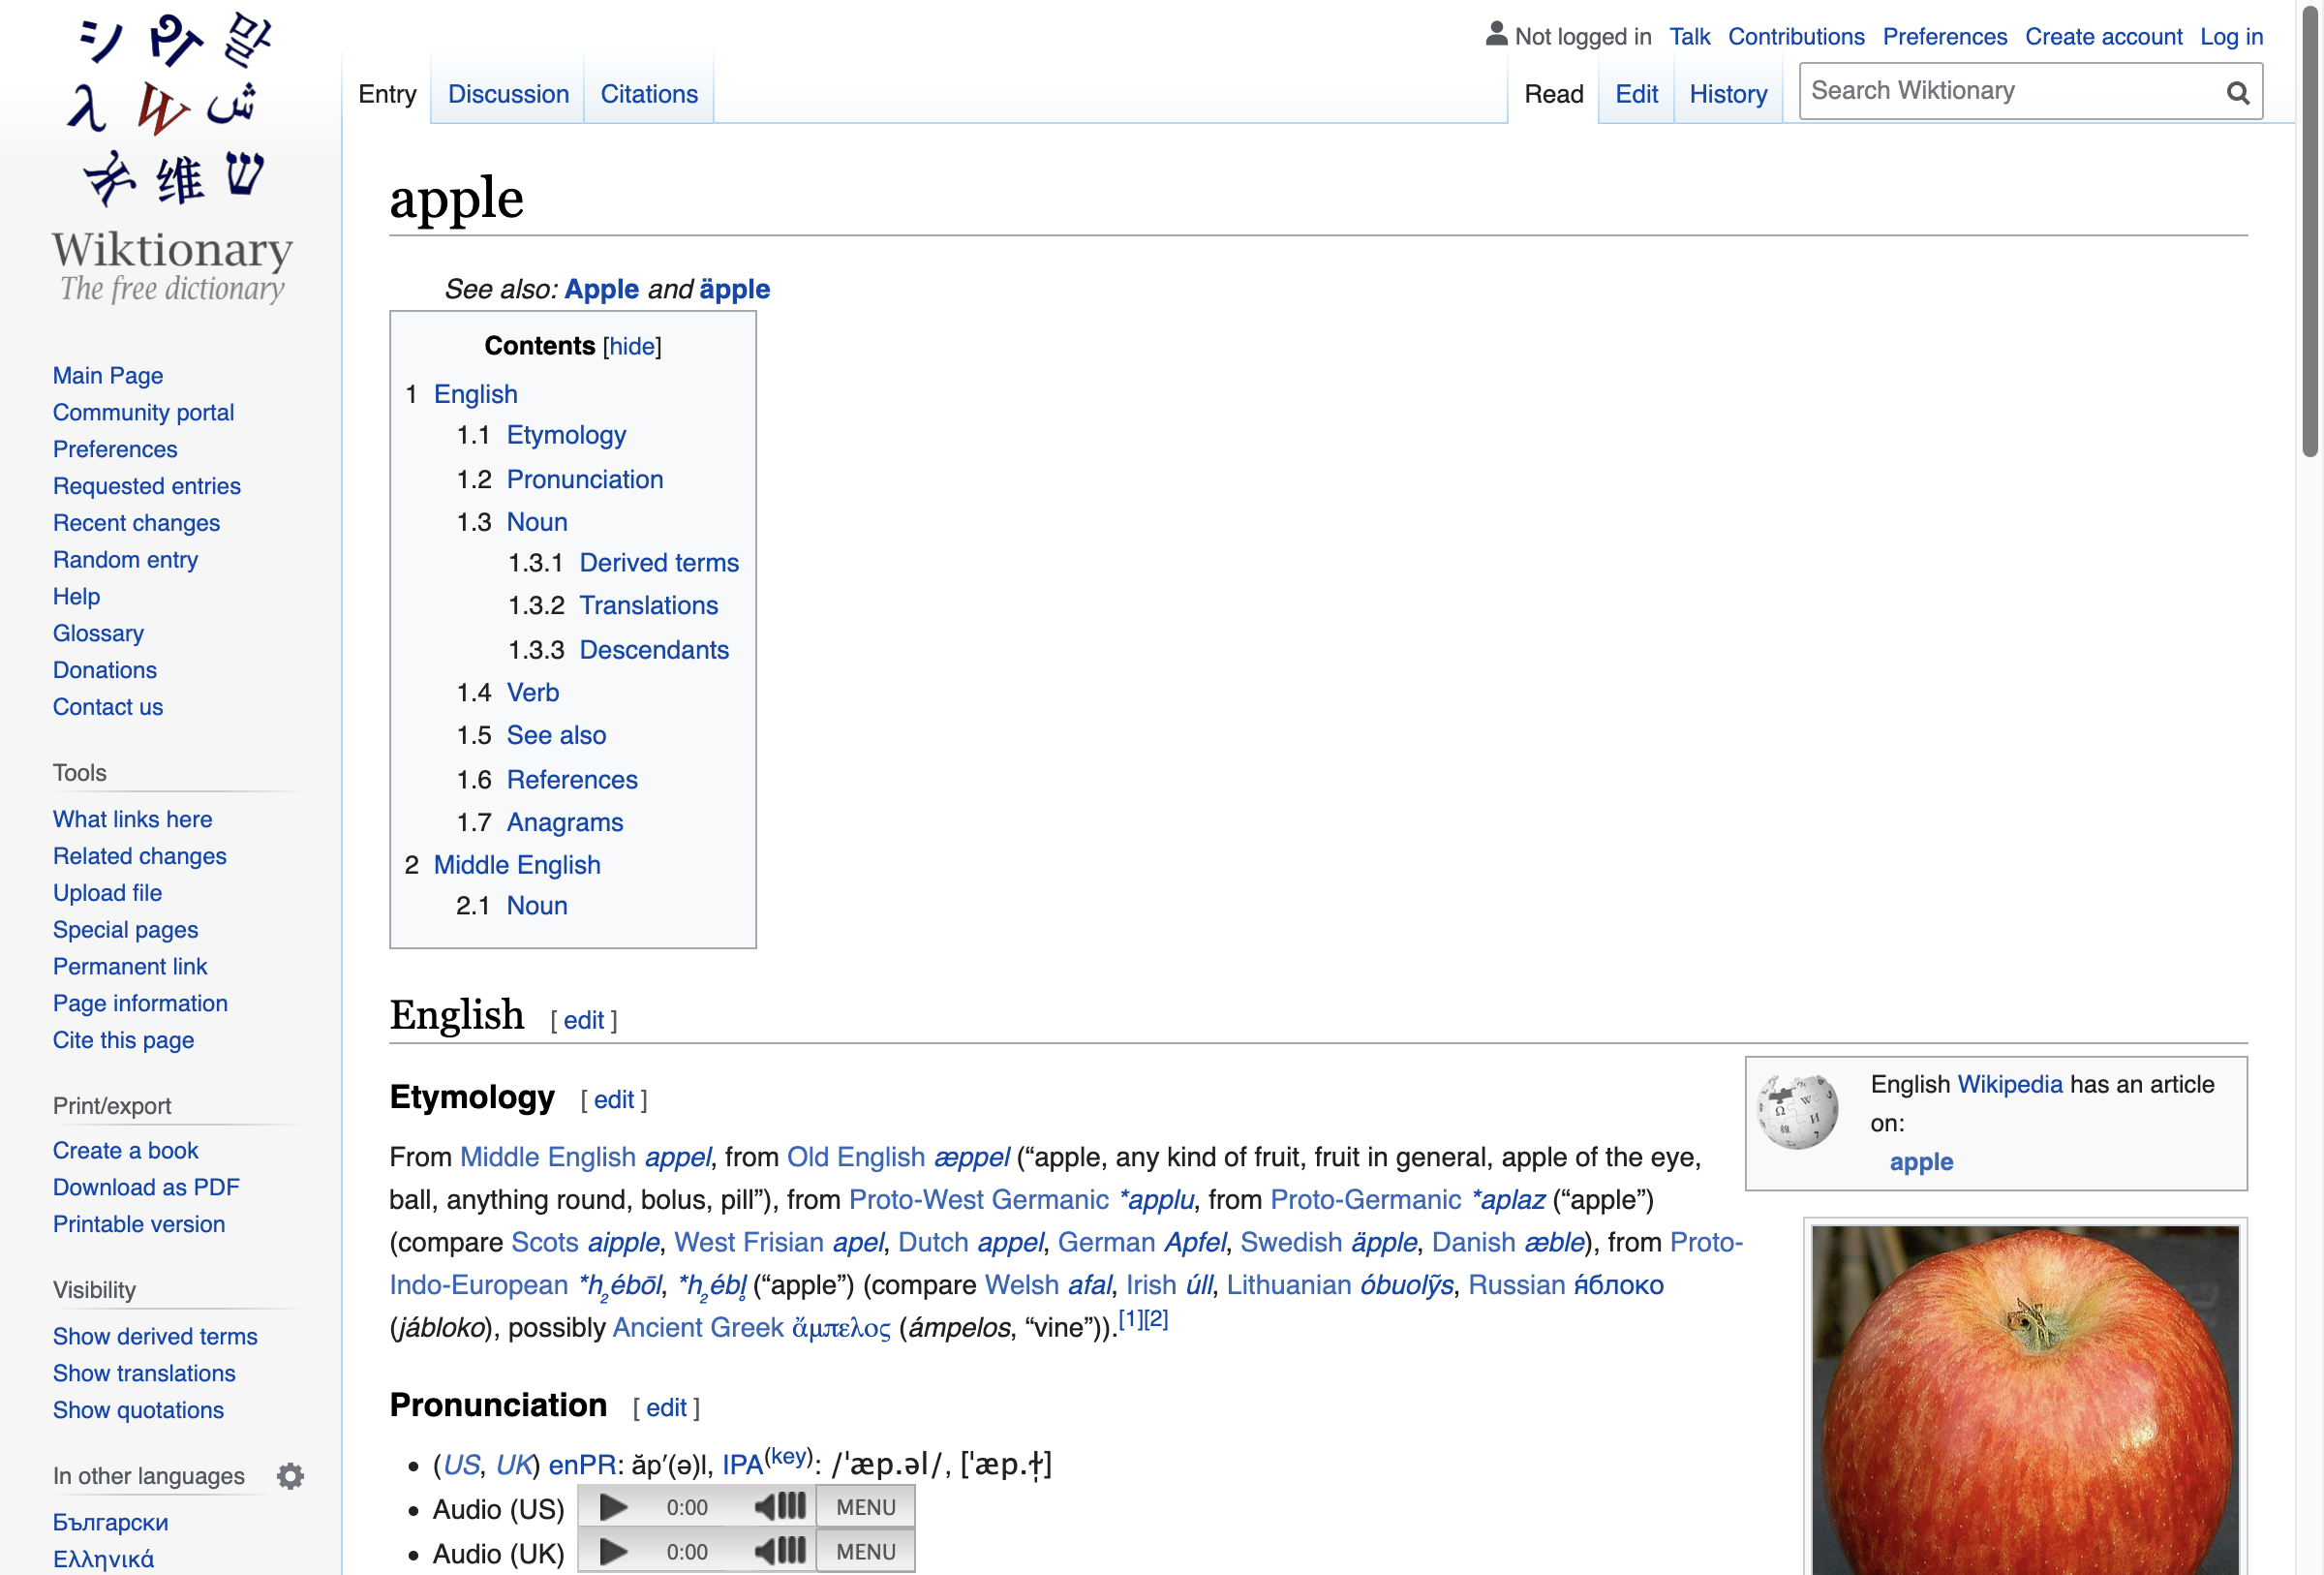 シ や 말
λ W ش
维 ש
Wiktionary
The free dictionary
Not logged in Talk Contributions Preferences Create account Log in
Entry Discussion Citations Read Edit History Search Wiktionary
Main Page
Community portal
Preferences
Requested entries
Recent changes
Random entry
Help
Glossary
Donations
Contact us
Tools
What links here
Related changes
Upload file
Special pages
Permanent link
Page information
Cite this page
Print/export
Create a book
Download as PDF
Printable version
Visibility
Show derived terms
Show translations
Show quotations
In other languages
Български
Ελληνικά
apple
See also: Apple and äpple
Contents [hide]
1 English
1.1 Etymology
1.2 Pronunciation
1.3 Noun
1.3.1 Derived terms
1.3.2 Translations
1.3.3 Descendants
1.4 Verb
1.5 See also
1.6 References
1.7 Anagrams
2 Middle English
2.1 Noun
English [ edit ]
English Wikipedia has an article
on:
apple
Etymology [ edit ]
From Middle English appel, from Old English æppel (“apple, any kind of fruit, fruit in general, apple of the eye,
ball, anything round, bolus, pill”), from Proto-West Germanic *applu, from Proto-Germanic *aplaz (“apple”)
(compare Scots aipple, West Frisian apel, Dutch appel, German Apfel, Swedish äpple, Danish æble), from Proto-
Indo-European *h₂ébōl, *h₂ébl̥ (“apple”) (compare Welsh afal, Irish úll, Lithuanian óbuolỹs, Russian я́блоко
(jábloko), possibly Ancient Greek ἄμπελος (ámpelos, “vine”)).[1][2]
Pronunciation [ edit ]
• (US, UK) enPR: ăp′(ə)l, IPA(key): /ˈæp.əl/, [ˈæp.ɫ̩]
• Audio (US) 0:00 MENU
• Audio (UK) 0:00 MENU